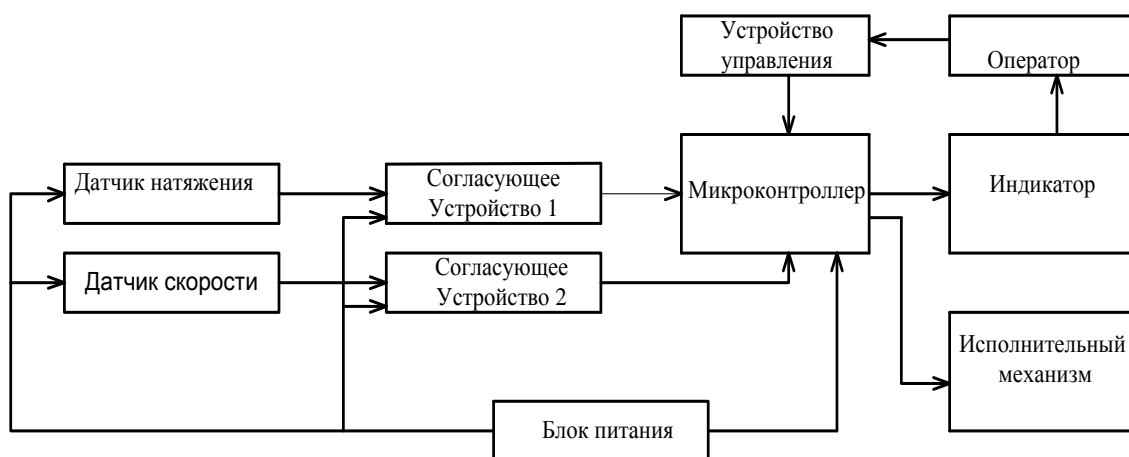 Устройство
управления
Оператор
Датчик натяжения
Согласующее
Устройство 1
Микроконтроллер
Индикатор
Датчик скорости
Согласующее
Устройство 2
Исполнительный
механизм
Блок питания